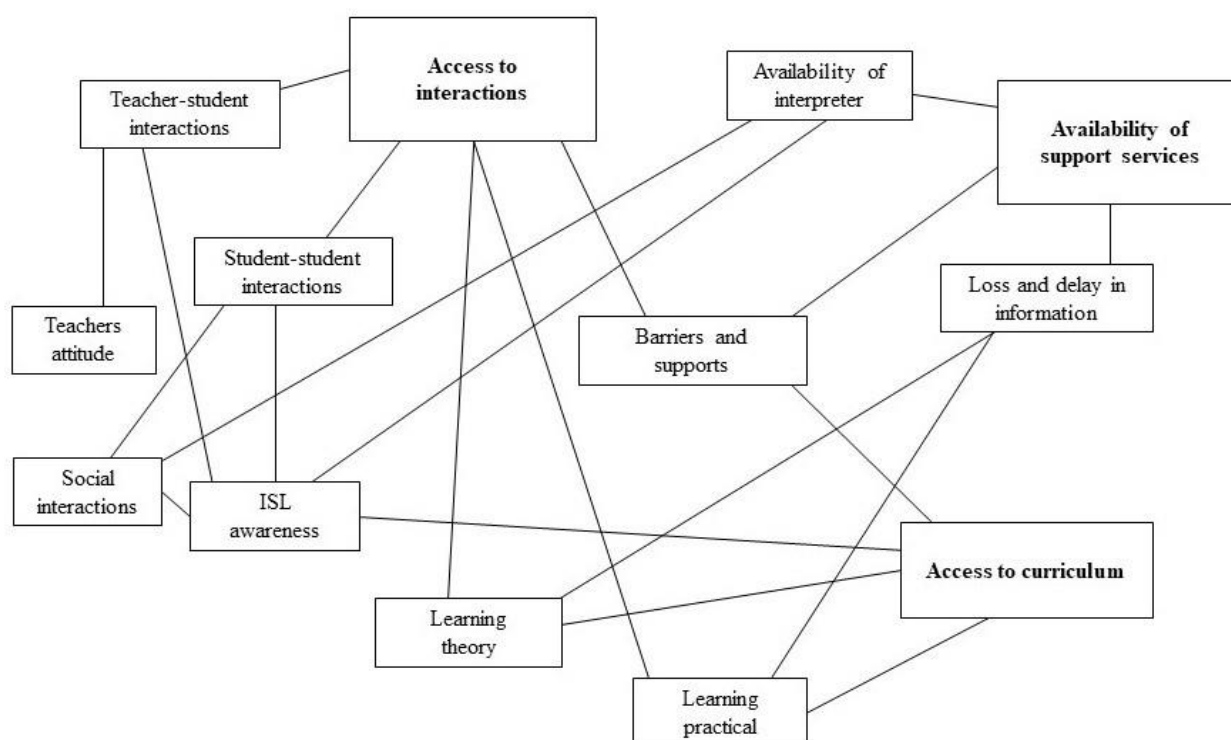 Access to
interactions
Availability of
interpreter
Teacher-student
interactions
Availability of
support services
Student-student
interactions
Loss and delay in
information
Teachers
attitude
Barriers and
supports
Social
interactions
ISL
awareness
Access to curriculum
Learning
theory
Learning
practical